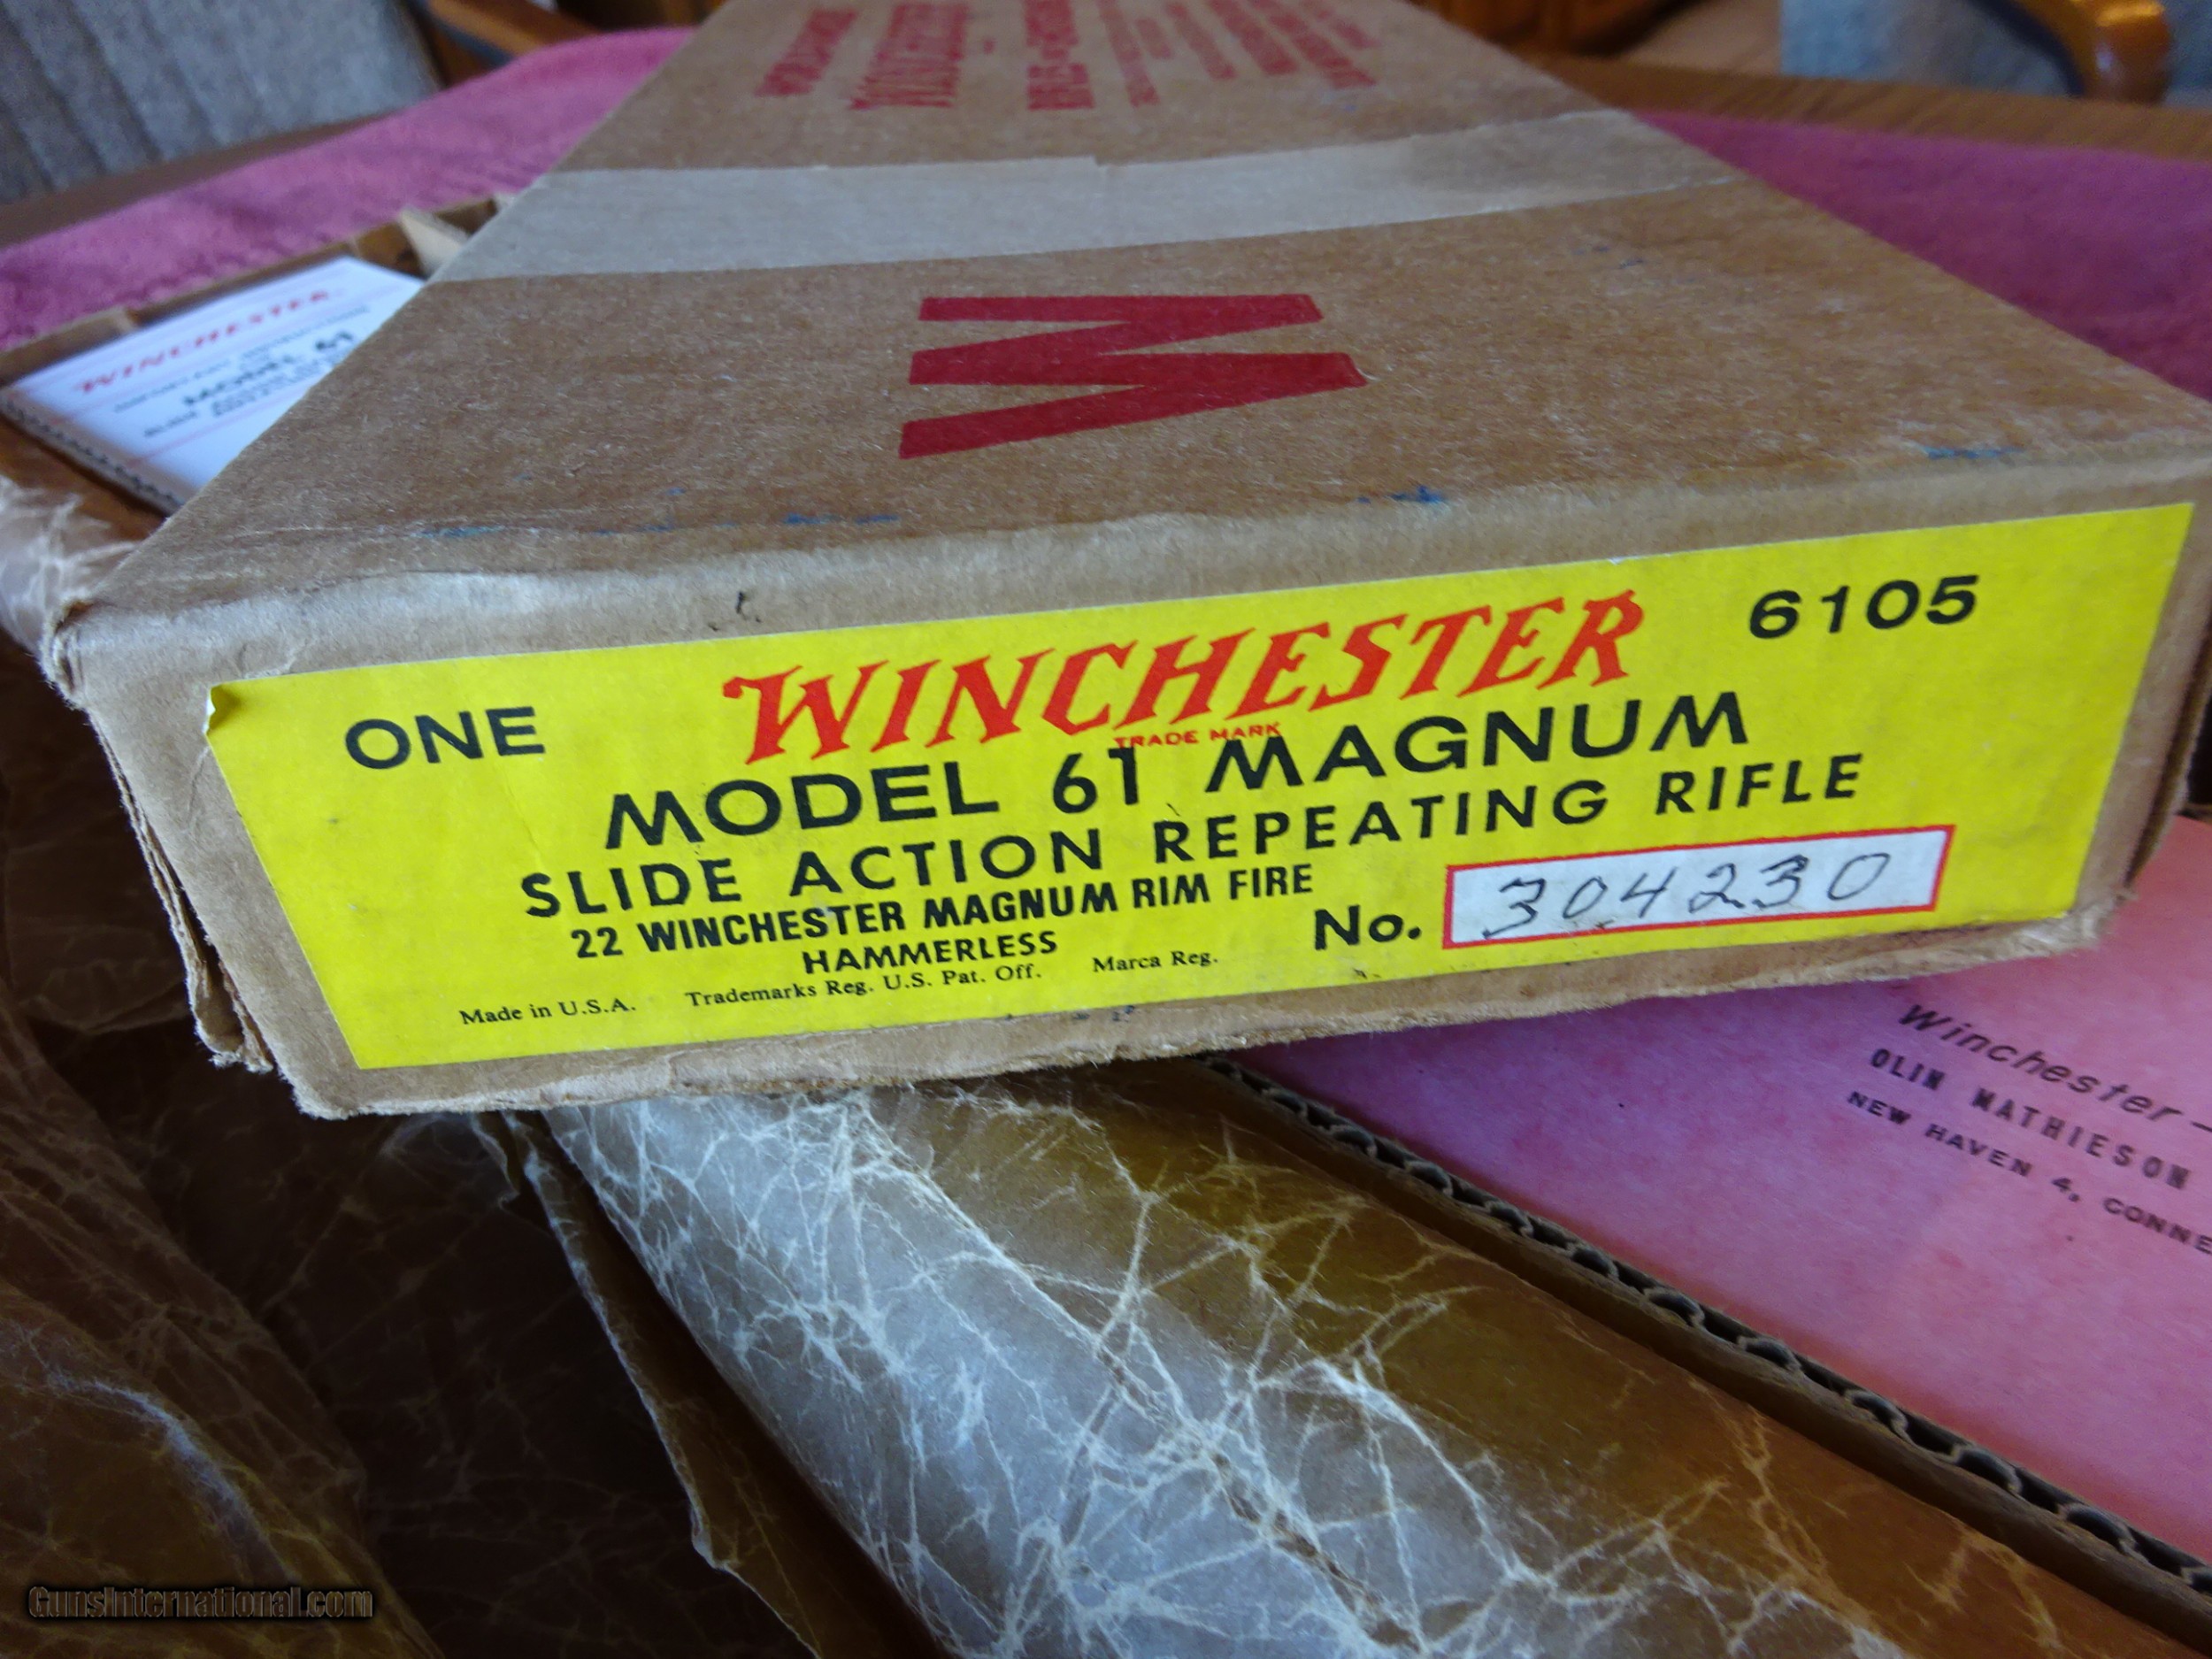 WINCHESTER
MODEL 61
W
ONE
WINCHESTER
TRADE MARK
6105
MODEL 61 MAGNUM
SLIDE ACTION REPEATING RIFLE
22 WINCHESTER MAGNUM RIM FIRE
HAMMERLESS
No. 304230
Made in U.S.A. Trademarks Reg. U.S. Pat. Off. Marca Reg.
Winchester-
OLIN MATHIESON
NEW HAVEN 4, CONNE
GunsInternational.com